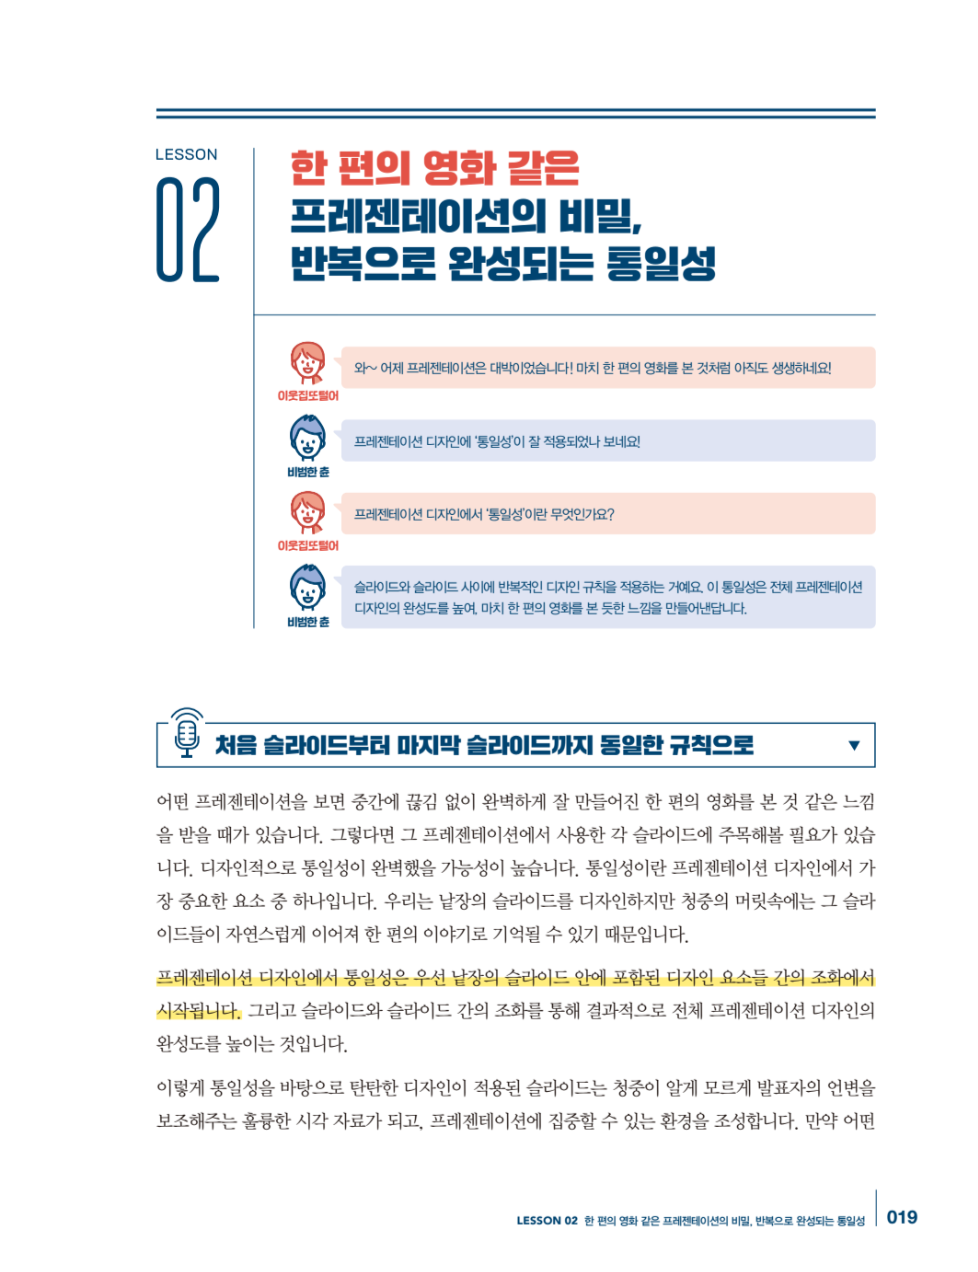 LESSON
02
한 편의 영화 같은
프레젠테이션의 비밀,
반복으로 완성되는 통일성
와~ 어제 프레젠테이션은 대박이었습니다! 마치 한 편의 영화를 본 것처럼 아직도 생생하네요!
이웃집또털어
프레젠테이션 디자인에 '통일성'이 잘 적용되었나 보네요!
비범한 츈
프레젠테이션 디자인에서 '통일성'이란 무엇인가요?
이웃집또털어
슬라이드와 슬라이드 사이에 반복적인 디자인 규칙을 적용하는 거예요. 이 통일성은 전체 프레젠테이션
디자인의 완성도를 높여, 마치 한 편의 영화를 본 듯한 느낌을 만들어낸답니다.
비범한 츈
처음 슬라이드부터 마지막 슬라이드까지 동일한 규칙으로
어떤 프레젠테이션을 보면 중간에 끊김 없이 완벽하게 잘 만들어진 한 편의 영화를 본 것 같은 느낌
을 받을 때가 있습니다. 그렇다면 그 프레젠테이션에서 사용한 각 슬라이드에 주목해볼 필요가 있습
니다. 디자인적으로 통일성이 완벽했을 가능성이 높습니다. 통일성이란 프레젠테이션 디자인에서 가
장 중요한 요소 중 하나입니다. 우리는 낱장의 슬라이드를 디자인하지만 청중의 머릿속에는 그 슬라
이드들이 자연스럽게 이어져 한 편의 이야기로 기억될 수 있기 때문입니다.
프레젠테이션 디자인에서 통일성은 우선 낱장의 슬라이드 안에 포함된 디자인 요소들 간의 조화에서
시작됩니다. 그리고 슬라이드와 슬라이드 간의 조화를 통해 결과적으로 전체 프레젠테이션 디자인의
완성도를 높이는 것입니다.
이렇게 통일성을 바탕으로 탄탄한 디자인이 적용된 슬라이드는 청중이 알게 모르게 발표자의 언변을
보조해주는 훌륭한 시각 자료가 되고, 프레젠테이션에 집중할 수 있는 환경을 조성합니다. 만약 어떤
LESSON 02 한 편의 영화 같은 프레젠테이션의 비밀, 반복으로 완성되는 통일성 019